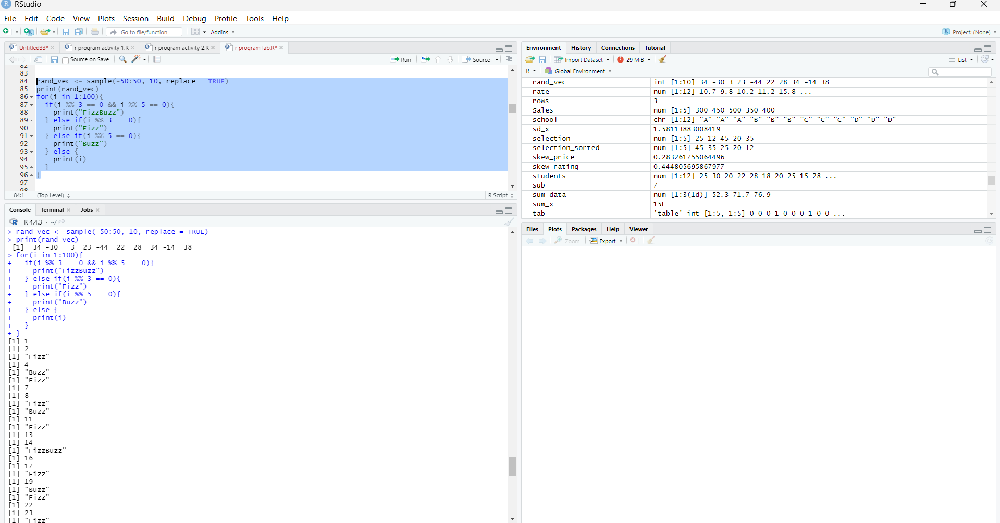 RStudio
File Edit Code View Plots Session Build Debug Profile Tools Help
Go to file/function Addins Project: (None)
Untitled33* r program activity 1.R r program activity 2.R r program lab.R*
Source on Save Run Source
82
83
84 rand_vec <- sample(-50:50, 10, replace = TRUE)
85 print(rand_vec)
86 for(i in 1:100){
87 if(i %% 3 == 0 && i %% 5 == 0){
88 print("FizzBuzz")
89 } else if(i %% 3 == 0){
90 print("Fizz")
91 } else if(i %% 5 == 0){
92 print("Buzz")
93 } else {
94 print(i)
95 }
96 }
97
98
84:1 (Top Level) R Script
Console Terminal Jobs
R 4.4.3 · ~/
> rand_vec <- sample(-50:50, 10, replace = TRUE)
> print(rand_vec)
[1] 34 -30 3 23 -44 22 28 34 -14 38
> for(i in 1:100){
+ if(i %% 3 == 0 && i %% 5 == 0){
+ print("FizzBuzz")
+ } else if(i %% 3 == 0){
+ print("Fizz")
+ } else if(i %% 5 == 0){
+ print("Buzz")
+ } else {
+ print(i)
+ }
+ }
[1] 1
[1] 2
[1] "Fizz"
[1] 4
[1] "Buzz"
[1] "Fizz"
[1] 7
[1] 8
[1] "Fizz"
[1] "Buzz"
[1] 11
[1] "Fizz"
[1] 13
[1] 14
[1] "FizzBuzz"
[1] 16
[1] 17
[1] "Fizz"
[1] 19
[1] "Buzz"
[1] "Fizz"
[1] 22
[1] 23
[1] "Fizz"
Environment History Connections Tutorial
Import Dataset 29 MiB List
R Global Environment
rand_vec int [1:10] 34 -30 3 23 -44 22 28 34 -14 38
rate num [1:12] 10.7 9.8 10.2 11.2 15.8 ...
rows 3
sales num [1:5] 300 450 500 350 400
school chr [1:12] "A" "A" "A" "B" "B" "B" "C" "C" "C" "D" "D" "D"
sd_x 1.58113883008419
selection num [1:5] 25 12 45 20 35
selection_sorted num [1:5] 45 35 25 20 12
skew_price 0.283261755064496
skew_rating 0.444805695867977
students num [1:12] 25 30 20 22 28 18 20 25 15 28 ...
sub 7
sum_data num [1:3(1d)] 52.3 71.7 76.9
sum_x 15L
tab 'table' int [1:5, 1:5] 0 0 0 1 0 0 0 1 0 0 ...
Files Plots Packages Help Viewer
Zoom Export